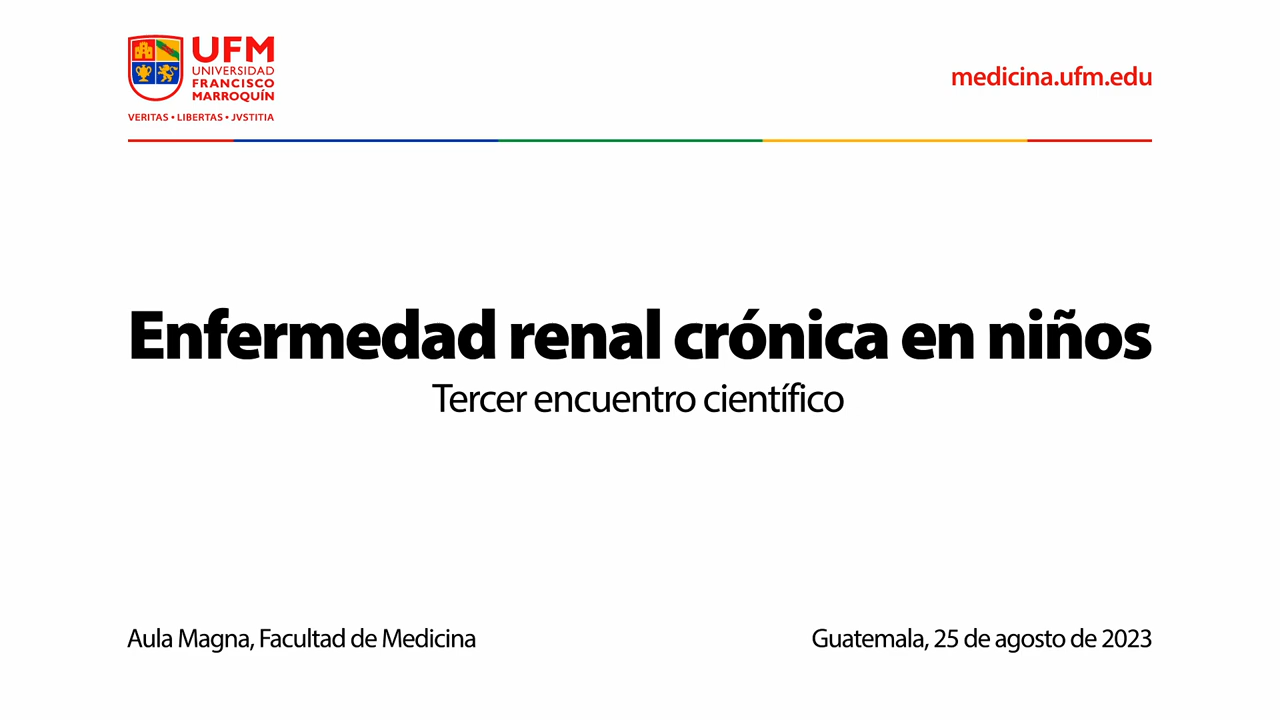 UFM
UNIVERSIDAD
FRANCISCO
MARROQUÍN
VERITAS • LIBERTAS • JVSTITIA
medicina.ufm.edu
Enfermedad renal crónica en niños
Tercer encuentro científico
Aula Magna, Facultad de Medicina
Guatemala, 25 de agosto de 2023